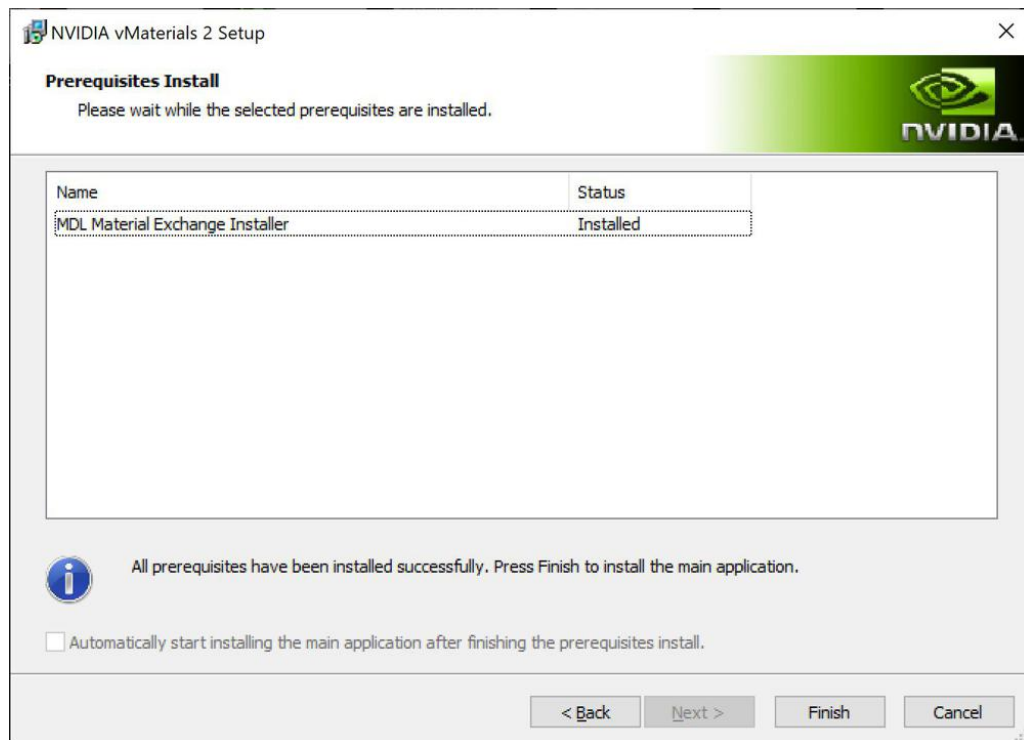 NVIDIA vMaterials 2 Setup
Prerequisites Install
Please wait while the selected prerequisites are installed.
NVIDIA
Name Status
MDL Material Exchange Installer Installed
All prerequisites have been installed successfully. Press Finish to install the main application.
Automatically start installing the main application after finishing the prerequisites install.
< Back Next > Finish Cancel